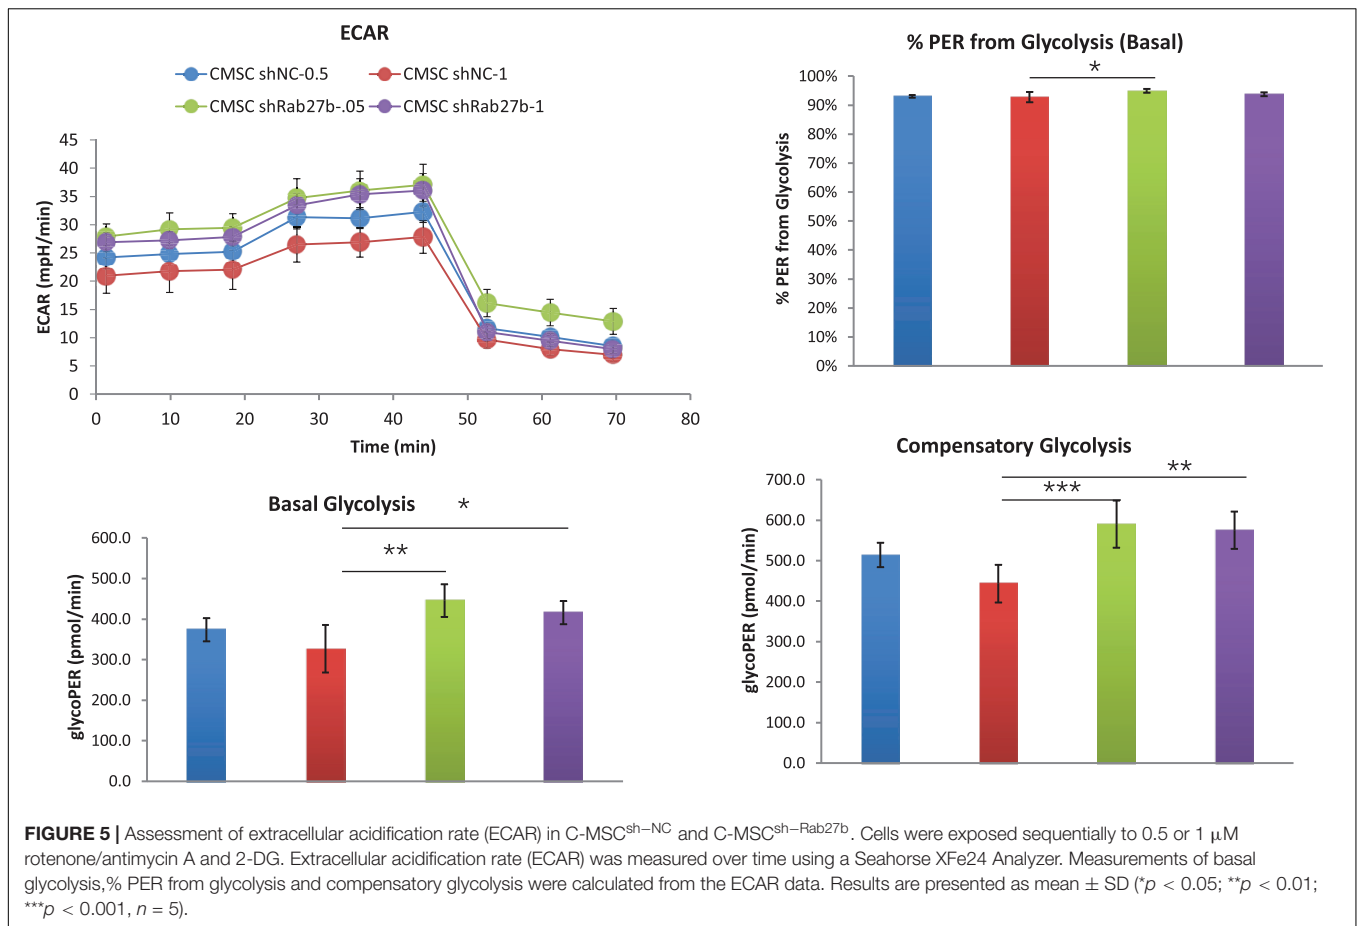 ECAR
CMSC shNC-0.5
CMSC shNC-1
CMSC shRab27b-.05
CMSC shRab27b-1
ECAR (mpH/min)
45
40
35
30
25
20
15
10
5
0
0 10 20 30 40 50 60 70 80
Time (min)
% PER from Glycolysis (Basal)
*
% PER from Glycolysis
100%
90%
80%
70%
60%
50%
40%
30%
20%
10%
0%
Basal Glycolysis
*
**
glycoPER (pmol/min)
600.0
500.0
400.0
300.0
200.0
100.0
0.0
Compensatory Glycolysis
**
***
glycoPER (pmol/min)
700.0
600.0
500.0
400.0
300.0
200.0
100.0
0.0
FIGURE 5 | Assessment of extracellular acidification rate (ECAR) in C-MSCsh−NC and C-MSCsh−Rab27b. Cells were exposed sequentially to 0.5 or 1 μM
rotenone/antimycin A and 2-DG. Extracellular acidification rate (ECAR) was measured over time using a Seahorse XFe24 Analyzer. Measurements of basal
glycolysis,% PER from glycolysis and compensatory glycolysis were calculated from the ECAR data. Results are presented as mean ± SD (*p < 0.05; **p < 0.01;
***p < 0.001, n = 5).